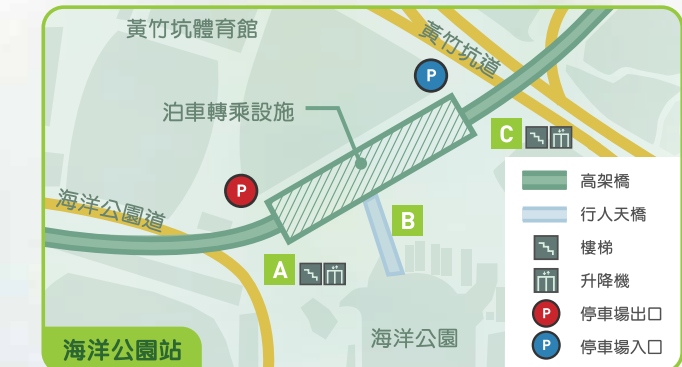 黃竹坑體育館
黃竹坑道
P
泊車轉乘設施
C
P
海洋公園道
B
A
高架橋
行人天橋
樓梯
升降機
P 停車場出口
P 停車場入口
海洋公園
海洋公園站